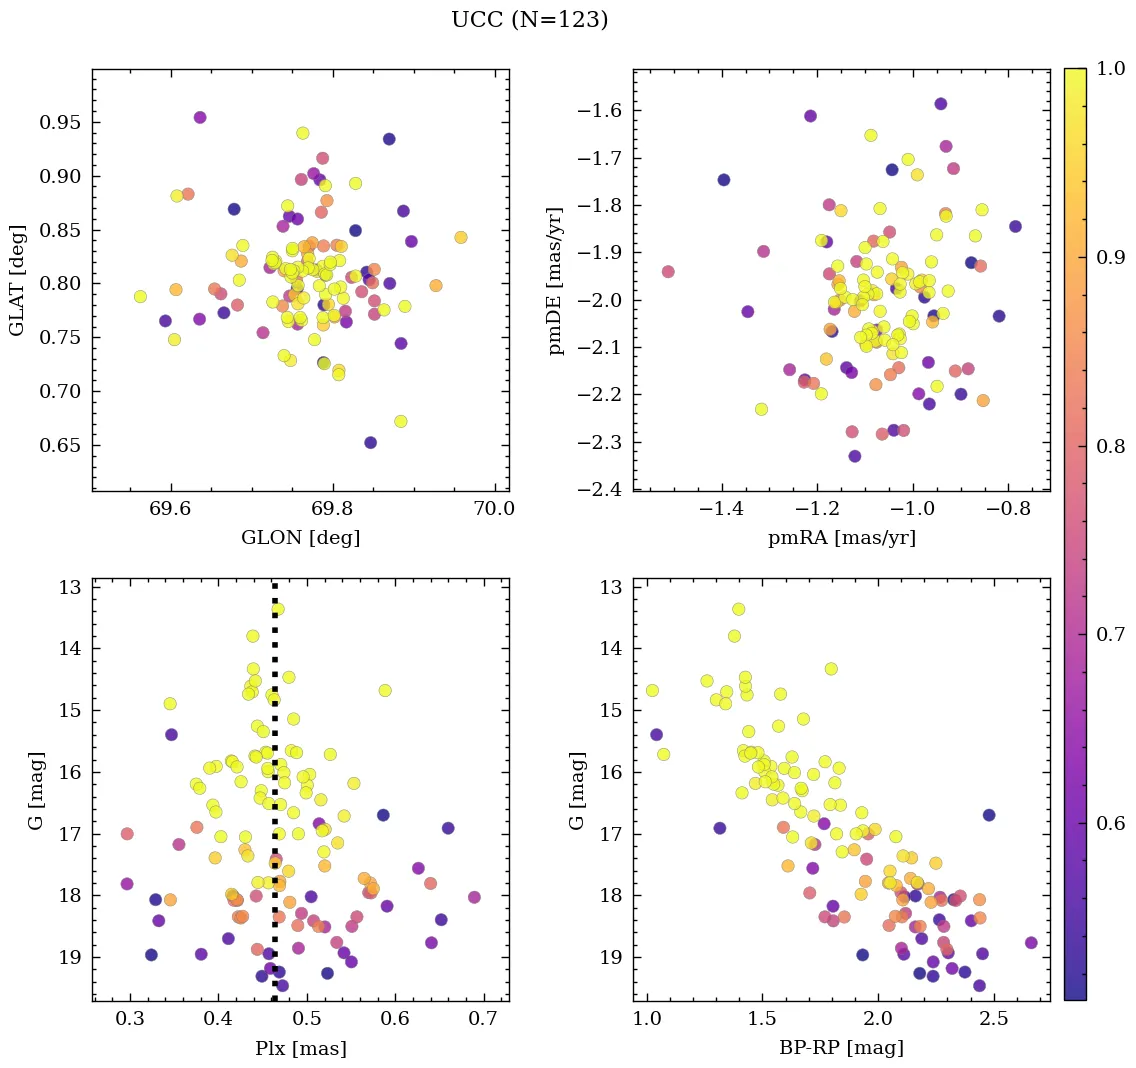 UCC (N=123)
0.95
0.90
0.85
0.80
0.75
0.70
0.65
GLAT [deg]
69.6 69.8 70.0
GLON [deg]
−1.6
−1.7
−1.8
−1.9
−2.0
−2.1
−2.2
−2.3
−2.4
pmDE [mas/yr]
−1.4 −1.2 −1.0 −0.8
pmRA [mas/yr]
1.0
0.9
0.8
0.7
0.6
13
14
15
16
17
18
19
G [mag]
0.3 0.4 0.5 0.6 0.7
Plx [mas]
13
14
15
16
17
18
19
G [mag]
1.0 1.5 2.0 2.5
BP-RP [mag]